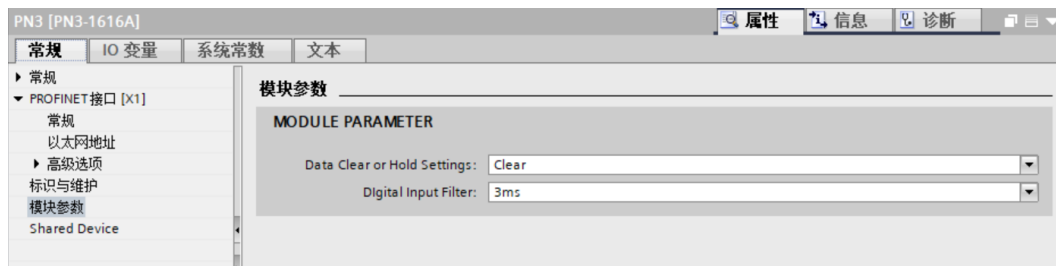 PN3 [PN3-1616A]
属性 信息 诊断
常规 IO 变量 系统常数 文本
常规
PROFINET接口 [X1]
常规
以太网地址
高级选项
标识与维护
模块参数
Shared Device
模块参数
MODULE PARAMETER
Data Clear or Hold Settings: Clear
DIgital Input Filter: 3ms